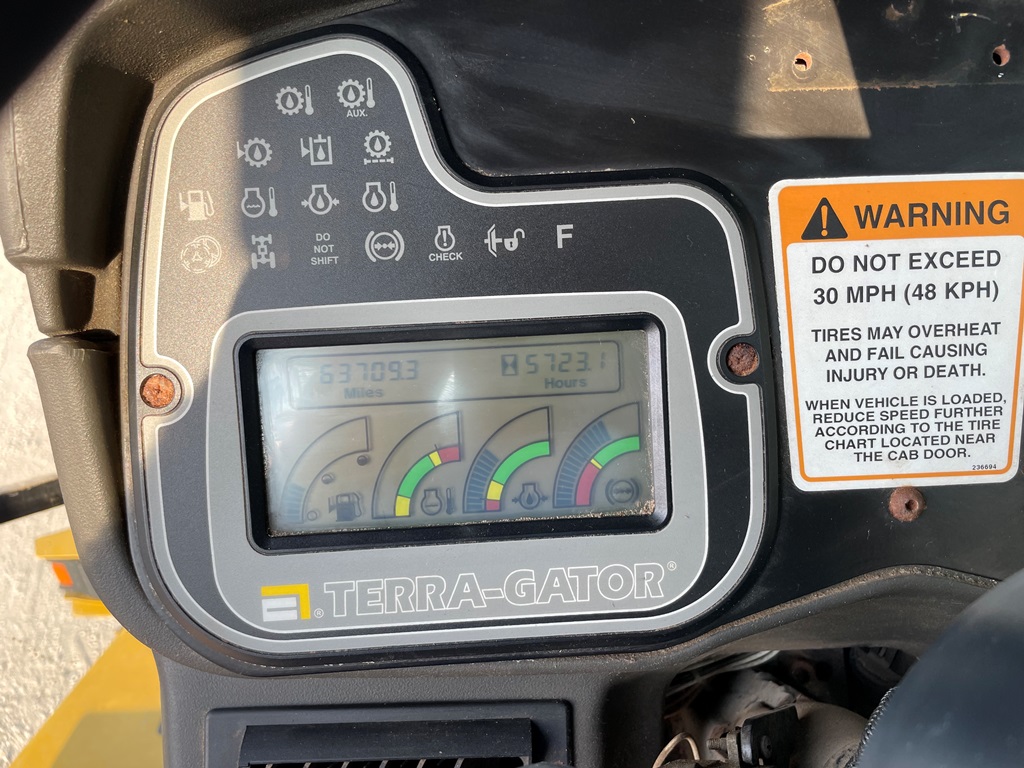 AUX.
DO
NOT
SHIFT
CHECK
F
63709.3
Miles
5723.1
Hours
® TERRA-GATOR®
WARNING
DO NOT EXCEED
30 MPH (48 KPH)
TIRES MAY OVERHEAT
AND FAIL CAUSING
INJURY OR DEATH.
WHEN VEHICLE IS LOADED,
REDUCE SPEED FURTHER
ACCORDING TO THE TIRE
CHART LOCATED NEAR
THE CAB DOOR.
236694